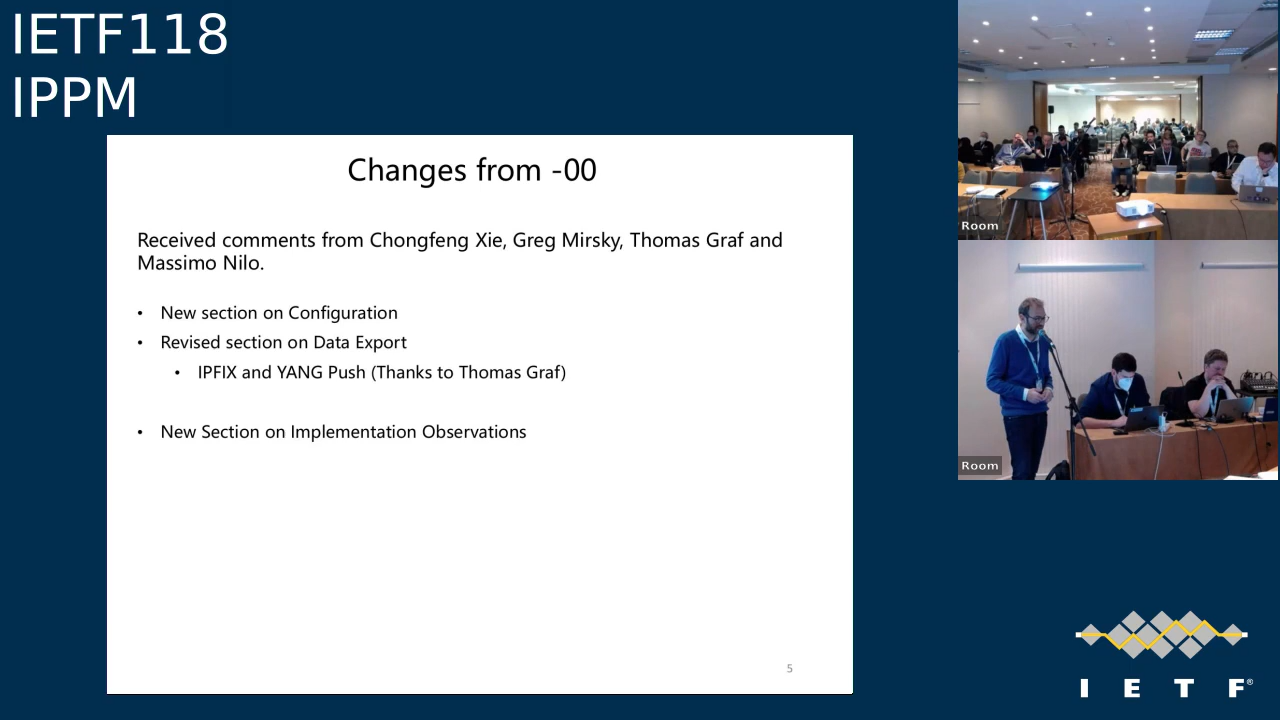 IETF118
IPPM
Changes from -00
Received comments from Chongfeng Xie, Greg Mirsky, Thomas Graf and
Massimo Nilo.
• New section on Configuration
• Revised section on Data Export
• IPFIX and YANG Push (Thanks to Thomas Graf)
• New Section on Implementation Observations
5
Room
Room
I E T F®